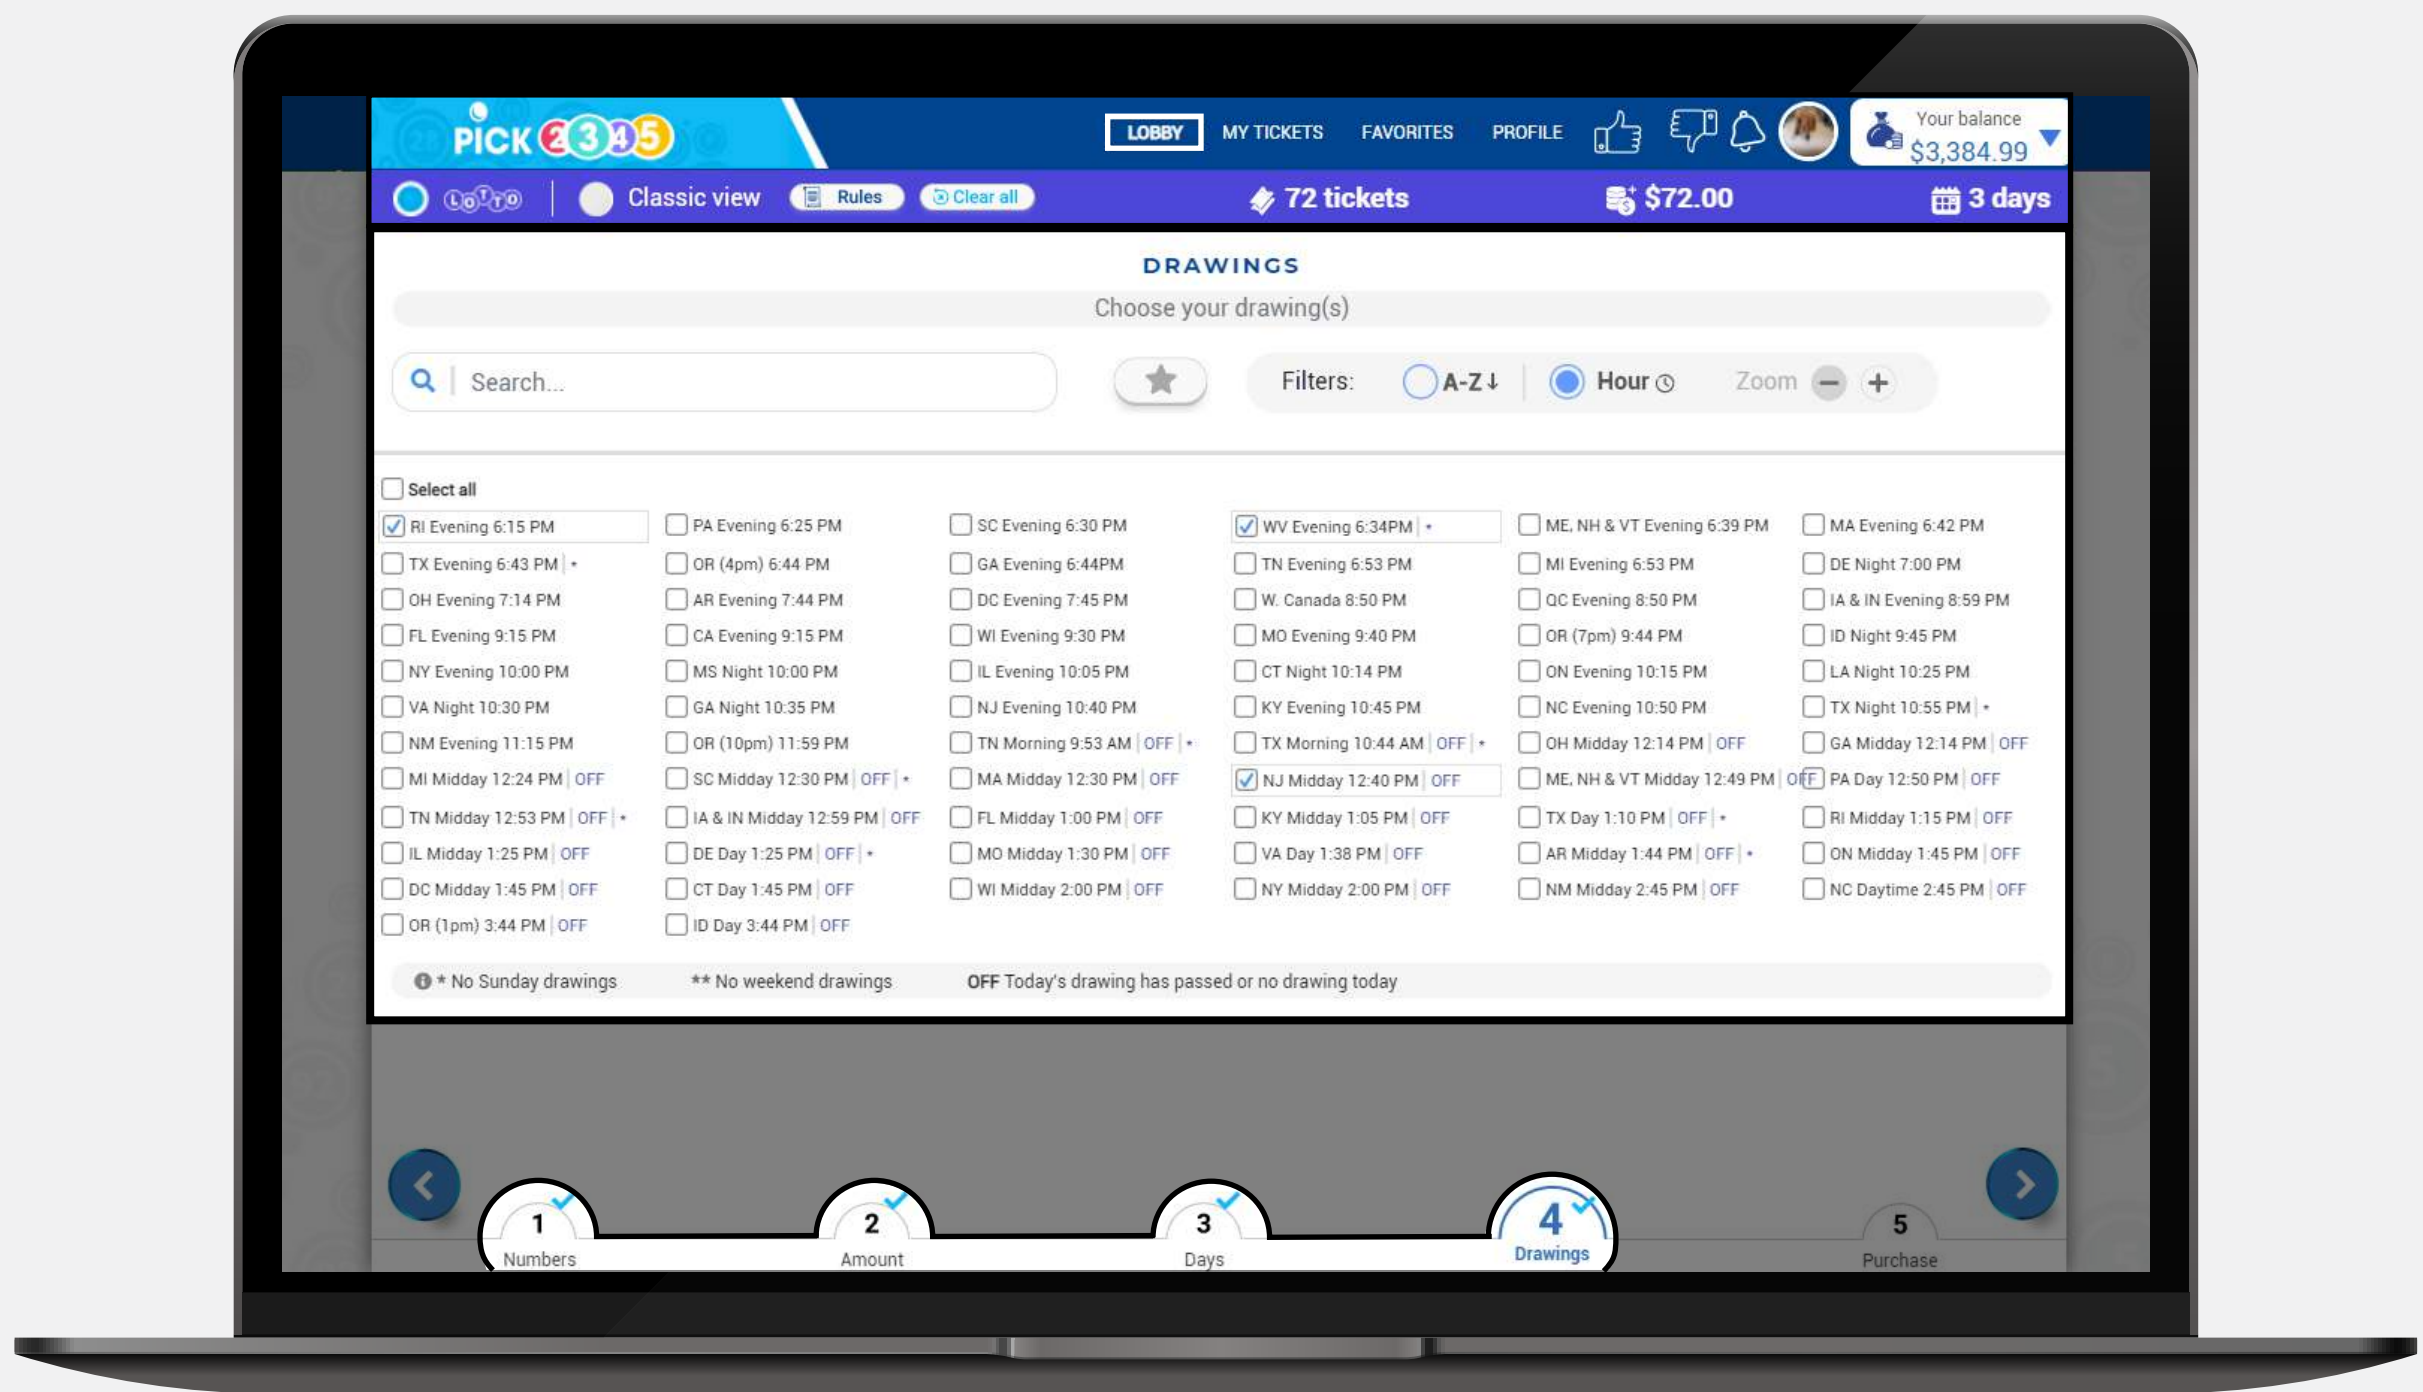 PICK 2345
LOBBY MY TICKETS FAVORITES PROFILE
Your balance
$3,384.99
LOTTO Classic view Rules Clear all 72 tickets $72.00 3 days
DRAWINGS
Choose your drawing(s)
Search... Filters: A-Z Hour Zoom
Select all
RI Evening 6:15 PM PA Evening 6:25 PM SC Evening 6:30 PM WV Evening 6:34PM | * ME, NH & VT Evening 6:39 PM MA Evening 6:42 PM
TX Evening 6:43 PM | * OR (4pm) 6:44 PM GA Evening 6:44PM TN Evening 6:53 PM MI Evening 6:53 PM DE Night 7:00 PM
OH Evening 7:14 PM AR Evening 7:44 PM DC Evening 7:45 PM W. Canada 8:50 PM QC Evening 8:50 PM IA & IN Evening 8:59 PM
FL Evening 9:15 PM CA Evening 9:15 PM WI Evening 9:30 PM MO Evening 9:40 PM OR (7pm) 9:44 PM ID Night 9:45 PM
NY Evening 10:00 PM MS Night 10:00 PM IL Evening 10:05 PM CT Night 10:14 PM ON Evening 10:15 PM LA Night 10:25 PM
VA Night 10:30 PM GA Night 10:35 PM NJ Evening 10:40 PM KY Evening 10:45 PM NC Evening 10:50 PM TX Night 10:55 PM | *
NM Evening 11:15 PM OR (10pm) 11:59 PM TN Morning 9:53 AM | OFF | * TX Morning 10:44 AM | OFF | * OH Midday 12:14 PM | OFF GA Midday 12:14 PM | OFF
MI Midday 12:24 PM | OFF SC Midday 12:30 PM | OFF | * MA Midday 12:30 PM | OFF NJ Midday 12:40 PM | OFF ME, NH & VT Midday 12:49 PM | OFF PA Day 12:50 PM | OFF
TN Midday 12:53 PM | OFF | * IA & IN Midday 12:59 PM | OFF FL Midday 1:00 PM | OFF KY Midday 1:05 PM | OFF TX Day 1:10 PM | OFF | * RI Midday 1:15 PM | OFF
IL Midday 1:25 PM | OFF DE Day 1:25 PM | OFF | * MO Midday 1:30 PM | OFF VA Day 1:38 PM | OFF AR Midday 1:44 PM | OFF | * ON Midday 1:45 PM | OFF
DC Midday 1:45 PM | OFF CT Day 1:45 PM | OFF WI Midday 2:00 PM | OFF NY Midday 2:00 PM | OFF NM Midday 2:45 PM | OFF NC Daytime 2:45 PM | OFF
OR (1pm) 3:44 PM | OFF ID Day 3:44 PM | OFF
* No Sunday drawings ** No weekend drawings OFF Today's drawing has passed or no drawing today
1 2 3 4 5
Numbers Amount Days Drawings Purchase